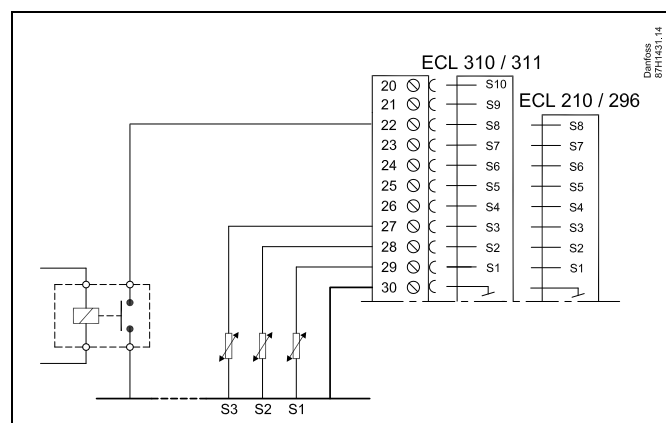 Danfoss
87H1431.14
ECL 310 / 311
ECL 210 / 296
20 S10
21 S9
22 S8 S8
23 S7 S7
24 S6 S6
25 S5 S5
26 S4 S4
27 S3 S3
28 S2 S2
29 S1 S1
30
S3 S2 S1